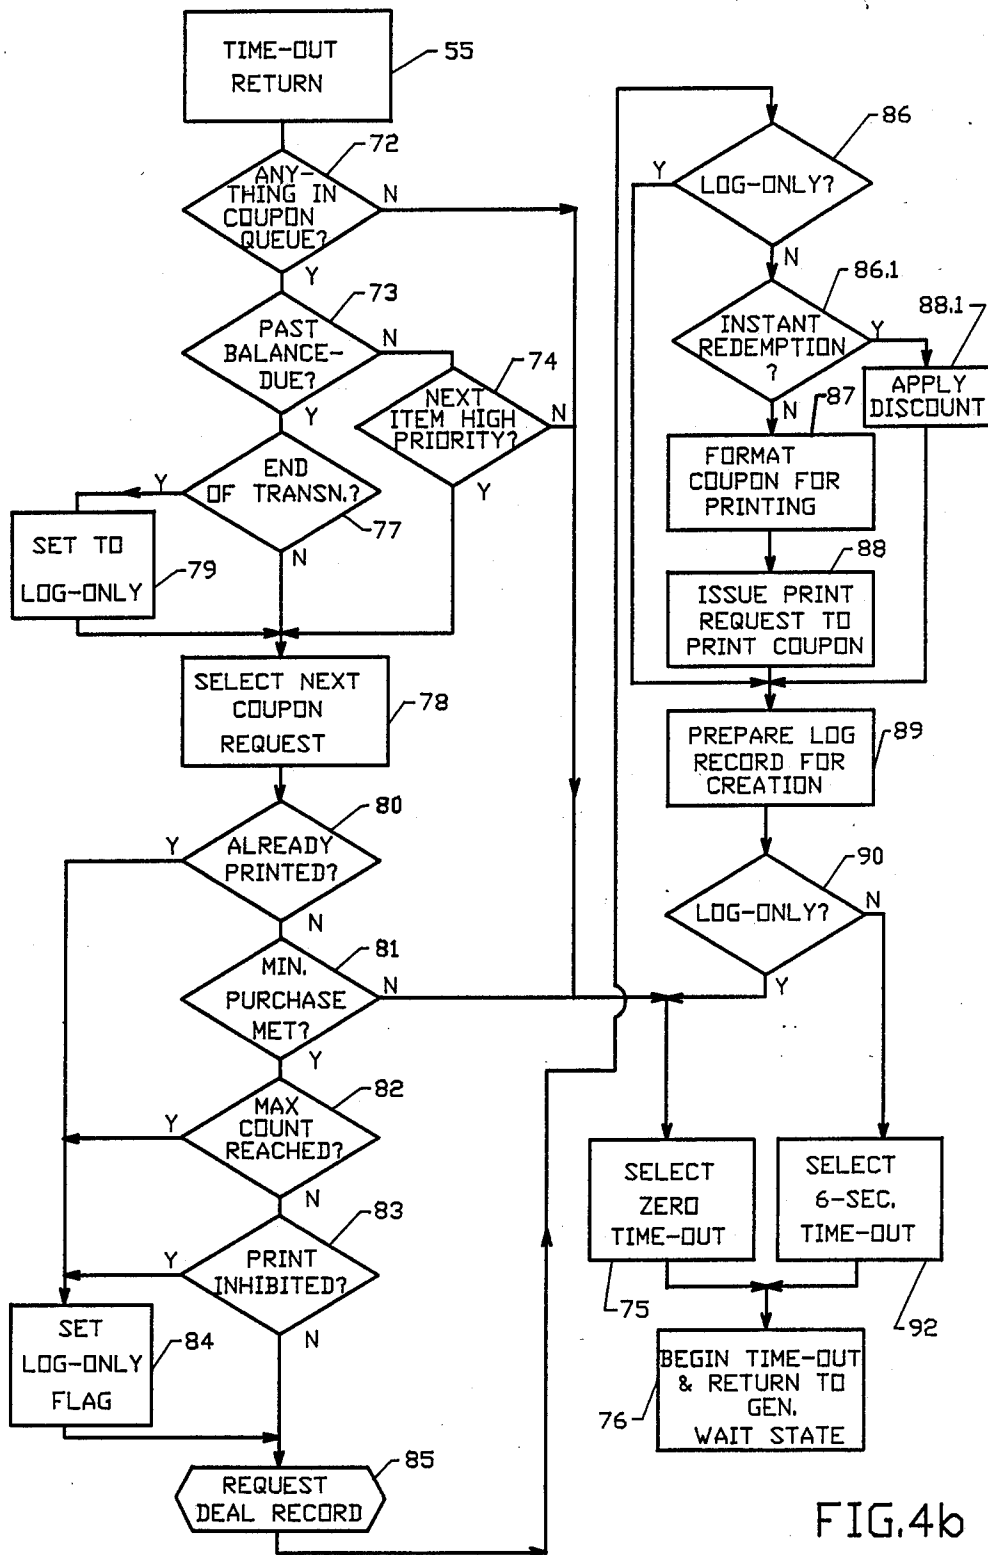 TIME-OUT
RETURN
55
72
ANY-
THING IN
COUPON
QUEUE?
N
Y
73
PAST
BALANCE-
DUE?
N
Y
74
NEXT
ITEM HIGH
PRIORITY?
N
Y
END
OF TRANSN.?
Y
77
N
SET TO
LOG-ONLY
79
SELECT NEXT
COUPON
REQUEST
78
80
ALREADY
PRINTED?
Y
N
81
MIN.
PURCHASE
MET?
N
Y
82
MAX
COUNT
REACHED?
Y
N
83
PRINT
INHIBITED?
Y
N
SET
LOG-ONLY
FLAG
84
85
REQUEST
DEAL RECORD
86
LOG-ONLY?
Y
N
86.1
INSTANT
REDEMPTION
?
Y
N
88.1
APPLY
DISCOUNT
87
FORMAT
COUPON FOR
PRINTING
88
ISSUE PRINT
REQUEST TO
PRINT COUPON
PREPARE LOG
RECORD FOR
CREATION
89
90
LOG-ONLY?
N
Y
SELECT
ZERO
TIME-OUT
75
SELECT
6-SEC.
TIME-OUT
92
BEGIN TIME-OUT
& RETURN TO
GEN.
WAIT STATE
76
FIG.4b